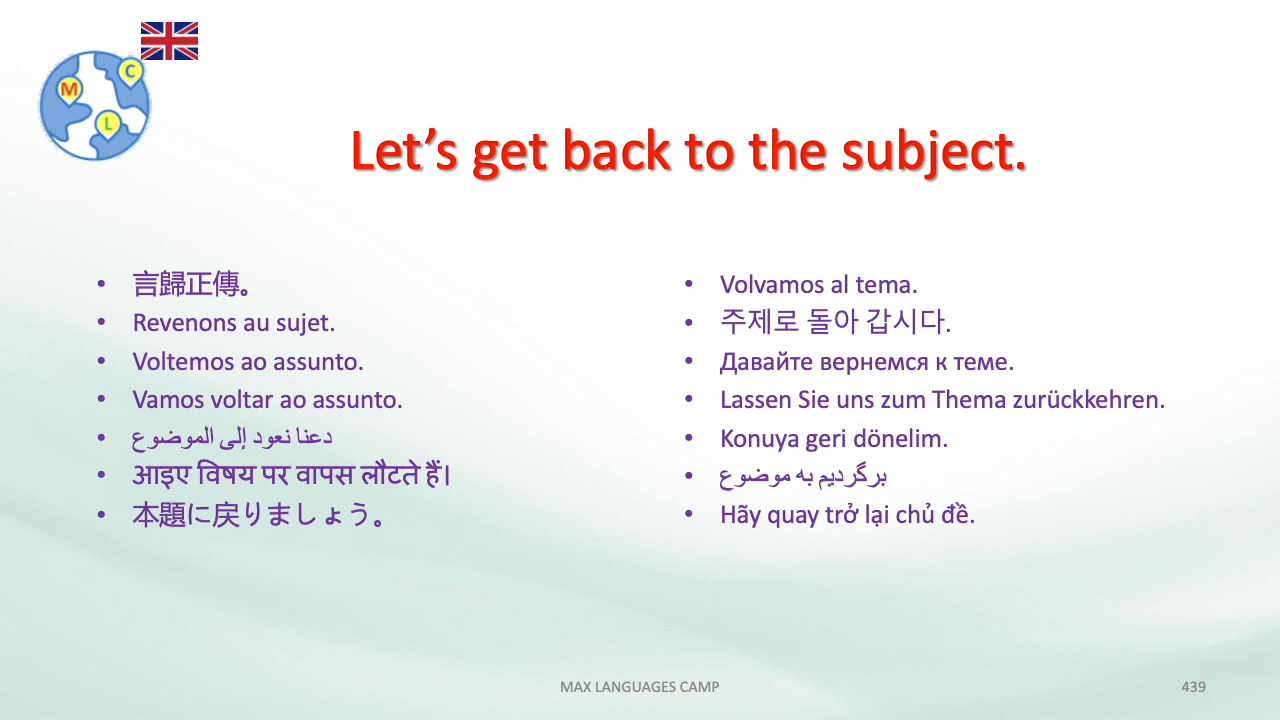 C
M
L
Let’s get back to the subject.
• 言歸正傳。
• Revenons au sujet.
• Voltemos ao assunto.
• Vamos voltar ao assunto.
• دعنا نعود إلى الموضوع
• आइए विषय पर वापस लौटते हैं।
• 本題に戻りましょう。
• Volvamos al tema.
• 주제로 돌아 갑시다.
• Давайте вернемся к теме.
• Lassen Sie uns zum Thema zurückkehren.
• Konuya geri dönelim.
• برگردیم به موضوع
• Hãy quay trở lại chủ đề.
MAX LANGUAGES CAMP
439